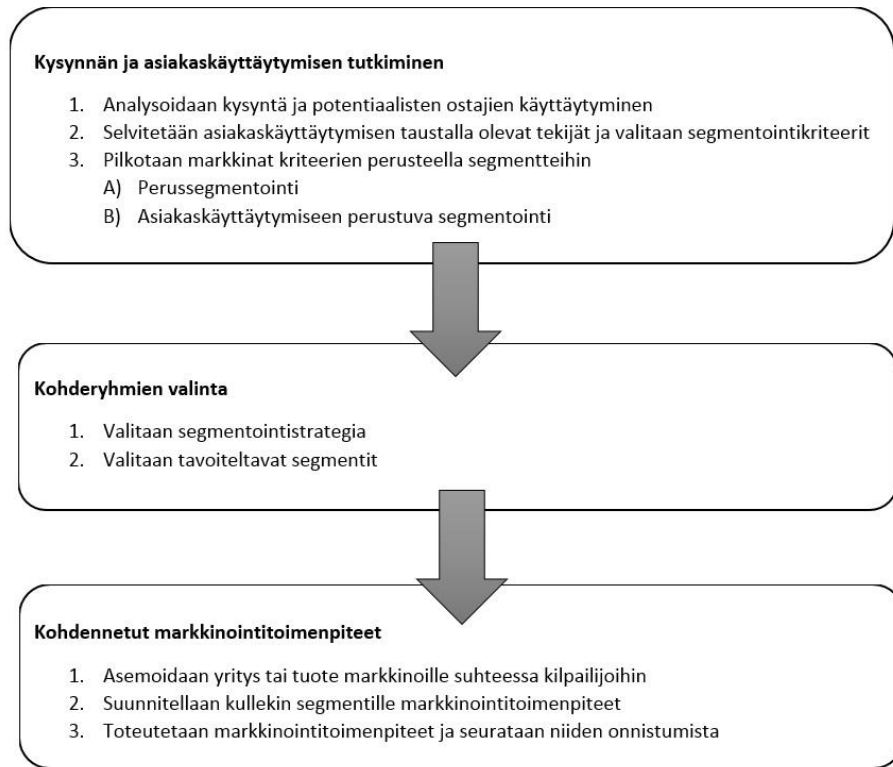 Kysynnän ja asiakaskäyttäytymisen tutkiminen
1. Analysoidaan kysyntä ja potentiaalisten ostajien käyttäytyminen
2. Selvitetään asiakaskäyttäytymisen taustalla olevat tekijät ja valitaan segmentointikriteerit
3. Pilkotaan markkinat kriteerien perusteella segmentteihin
A) Perussegmentointi
B) Asiakaskäyttäytymiseen perustuva segmentointi
Kohderyhmien valinta
1. Valitaan segmentointistrategia
2. Valitaan tavoiteltavat segmentit
Kohdennetut markkinointitoimenpiteet
1. Asemoidaan yritys tai tuote markkinoille suhteessa kilpailijoihin
2. Suunnitellaan kullekin segmentille markkinointitoimenpiteet
3. Toteutetaan markkinointitoimenpiteet ja seurataan niiden onnistumista